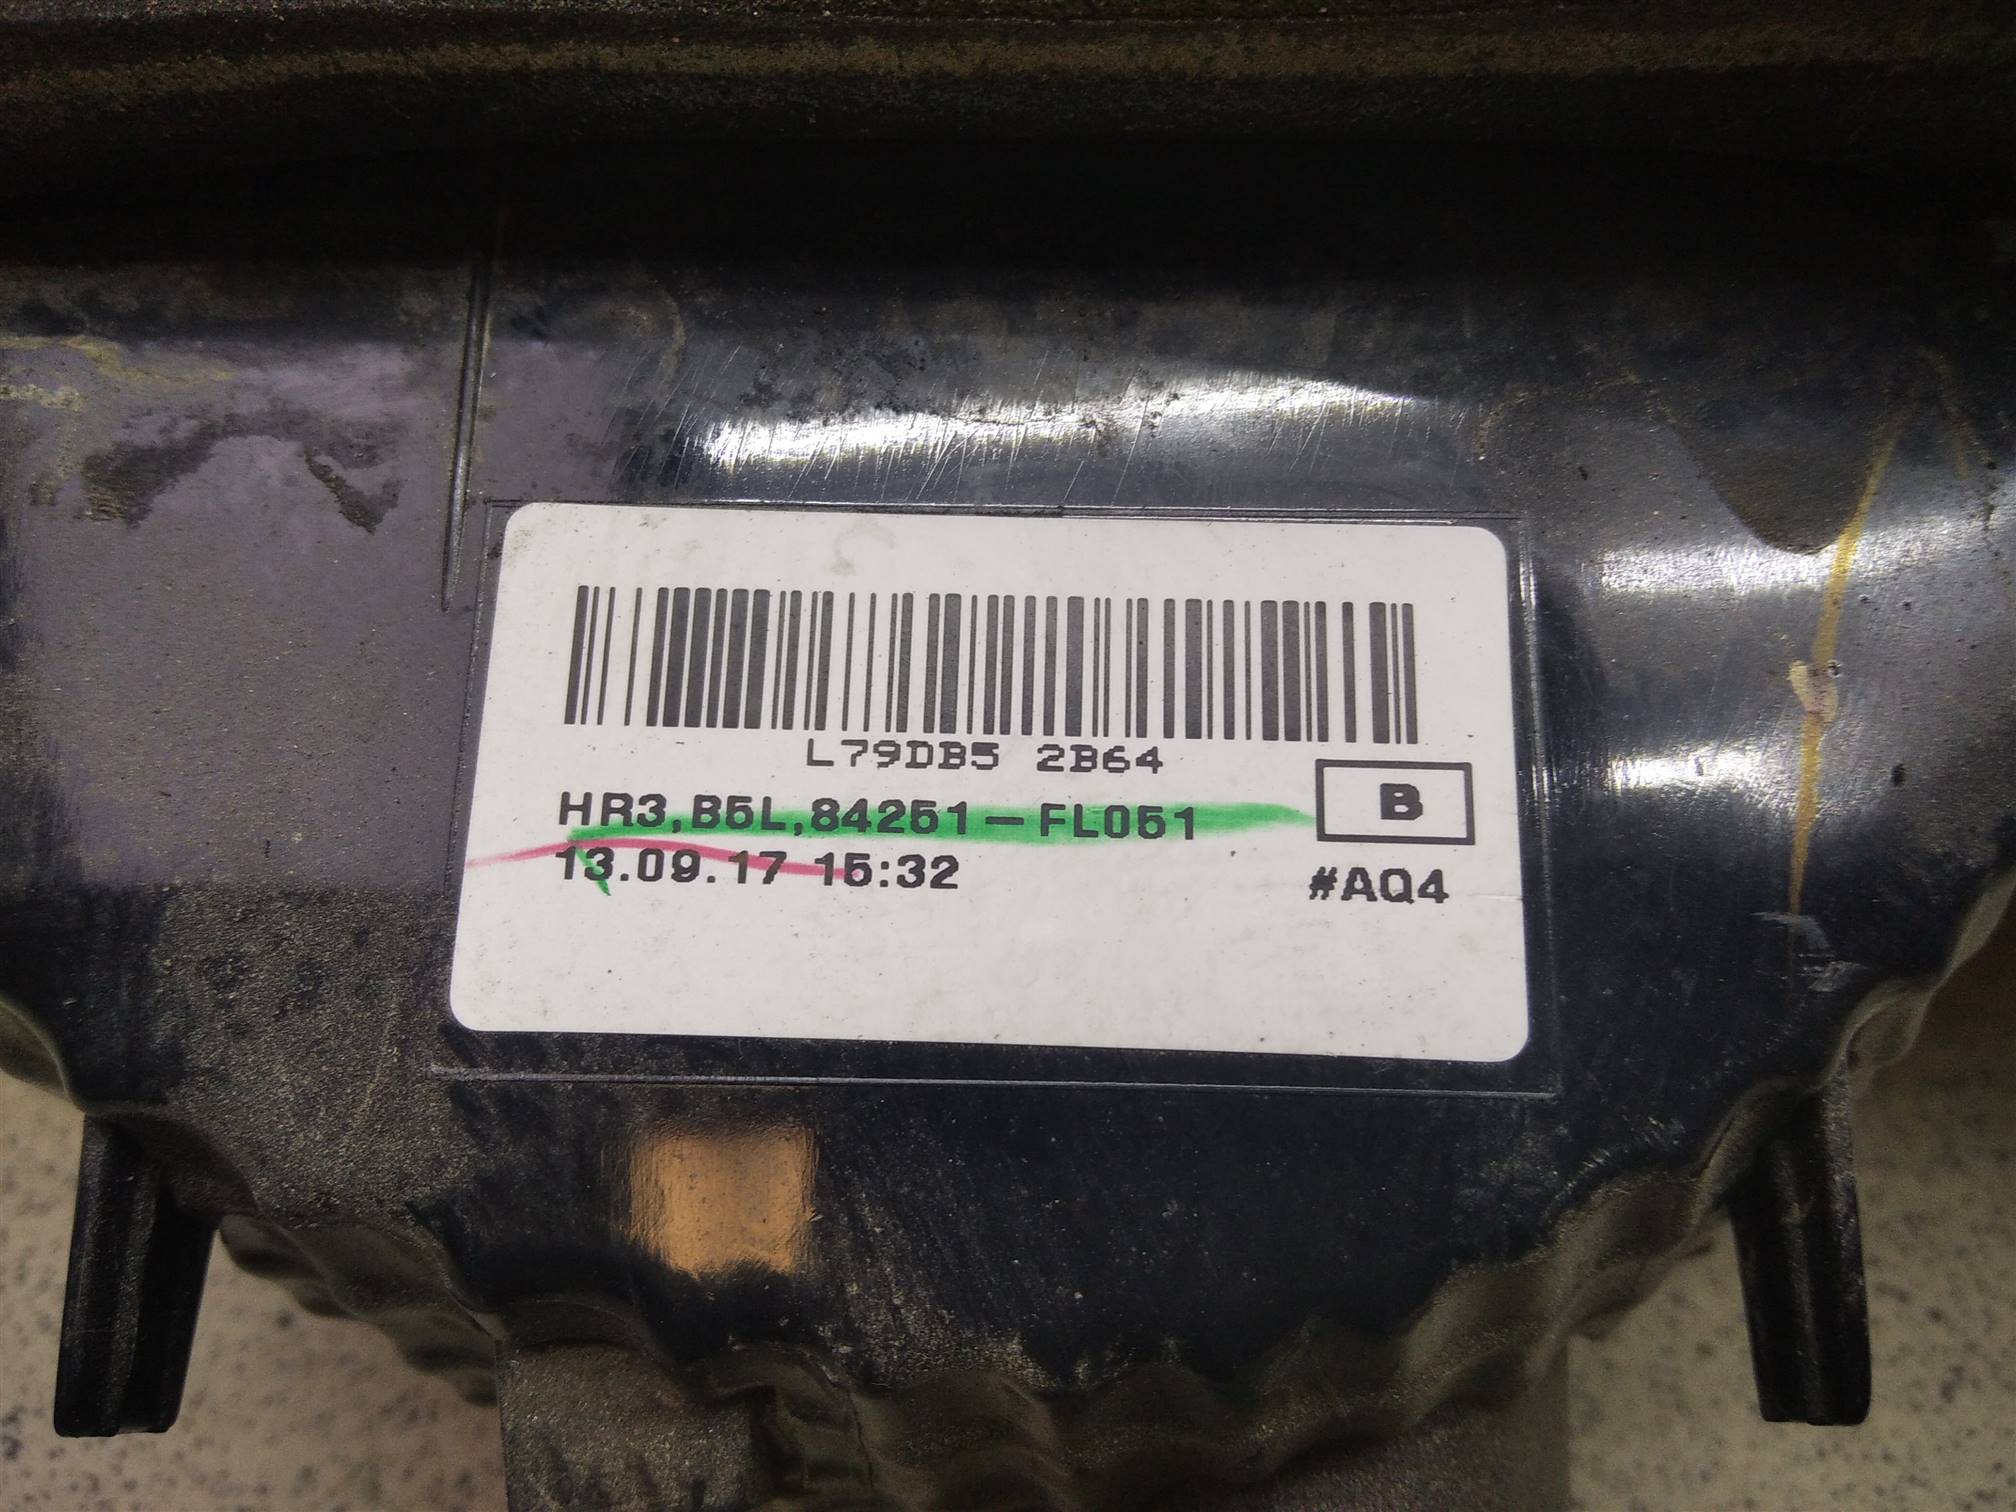 L79DB5 2B64
HR3,B5L,84251-FL051
B
13.09.17 15:32
#AQ4